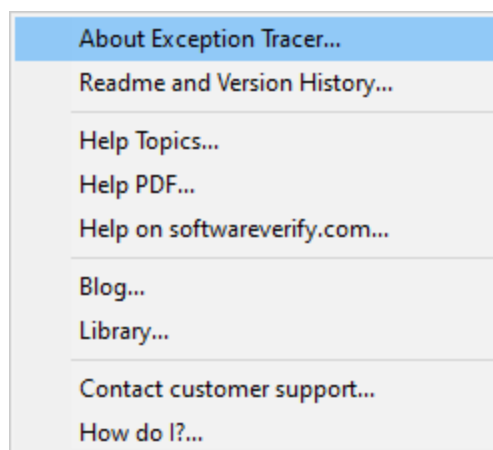 About Exception Tracer...
Readme and Version History...
Help Topics...
Help PDF...
Help on softwareverify.com...
Blog...
Library...
Contact customer support...
How do I?...